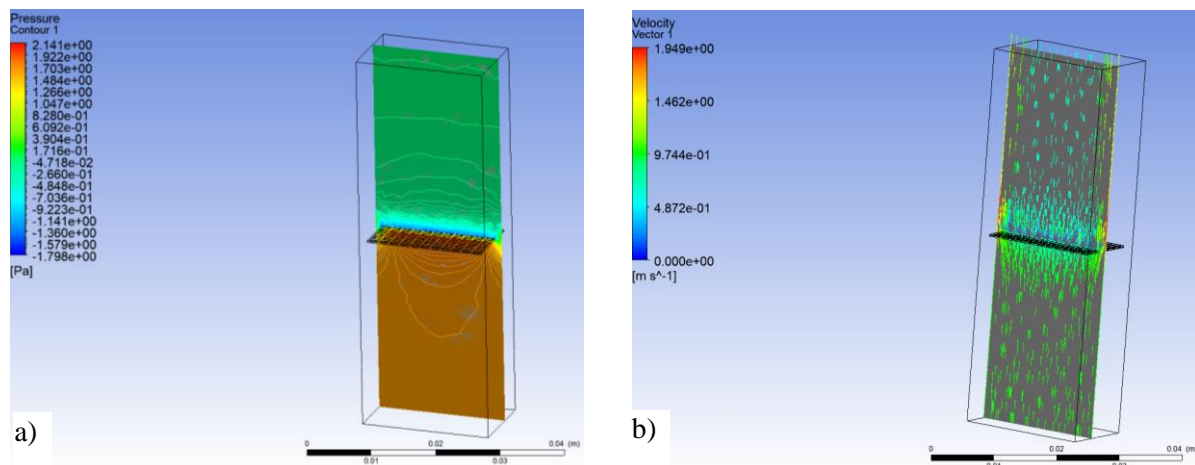 Pressure
Contour 1
2.141e+00
1.922e+00
1.703e+00
1.484e+00
1.266e+00
1.047e+00
8.280e-01
6.092e-01
3.904e-01
1.716e-01
-4.718e-02
-2.660e-01
-4.848e-01
-7.036e-01
-9.223e-01
-1.141e+00
-1.360e+00
-1.579e+00
-1.798e+00
[Pa]
a)
0 0.02 0.04 (m)
0.01 0.03
Velocity
Vector 1
1.949e+00
1.462e+00
9.744e-01
4.872e-01
0.000e+00
[m s^-1]
b)
0 0.02 0.04 (m)
0.01 0.03